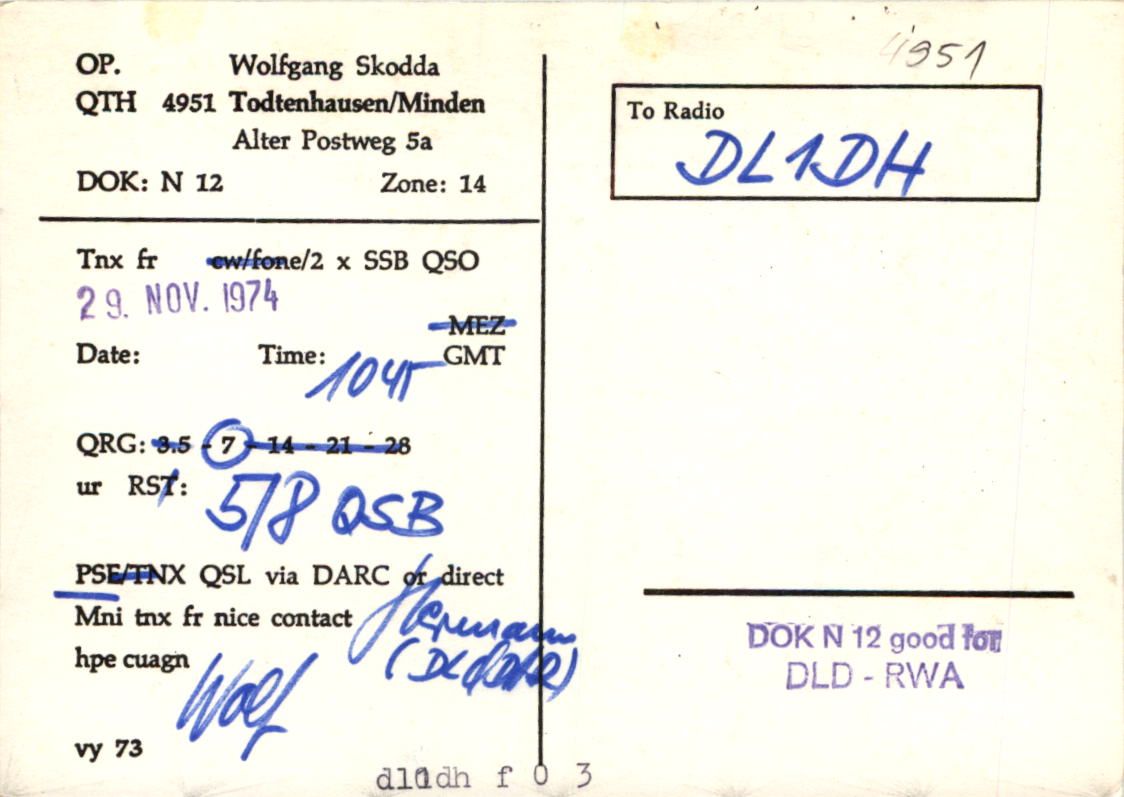 OP. Wolfgang Skodda
QTH 4951 Todtenhausen/Minden
Alter Postweg 5a
DOK: N 12 Zone: 14
Tnx fr cw/fone/2 x SSB QSO
29. NOV. 1974
MEZ
Date: Time: 1045 GMT
QRG: 3.5 - 7 - 14 - 21 - 28
ur RST: 5/8 QSB
PSE/TNX QSL via DARC or direct
Mni tnx fr nice contact Hermann
hpe cuagn
Wolf
vy 73
4951
To Radio
DL1DH
DOK N 12 good for
DLD - RWA
dl1dh f 0 3